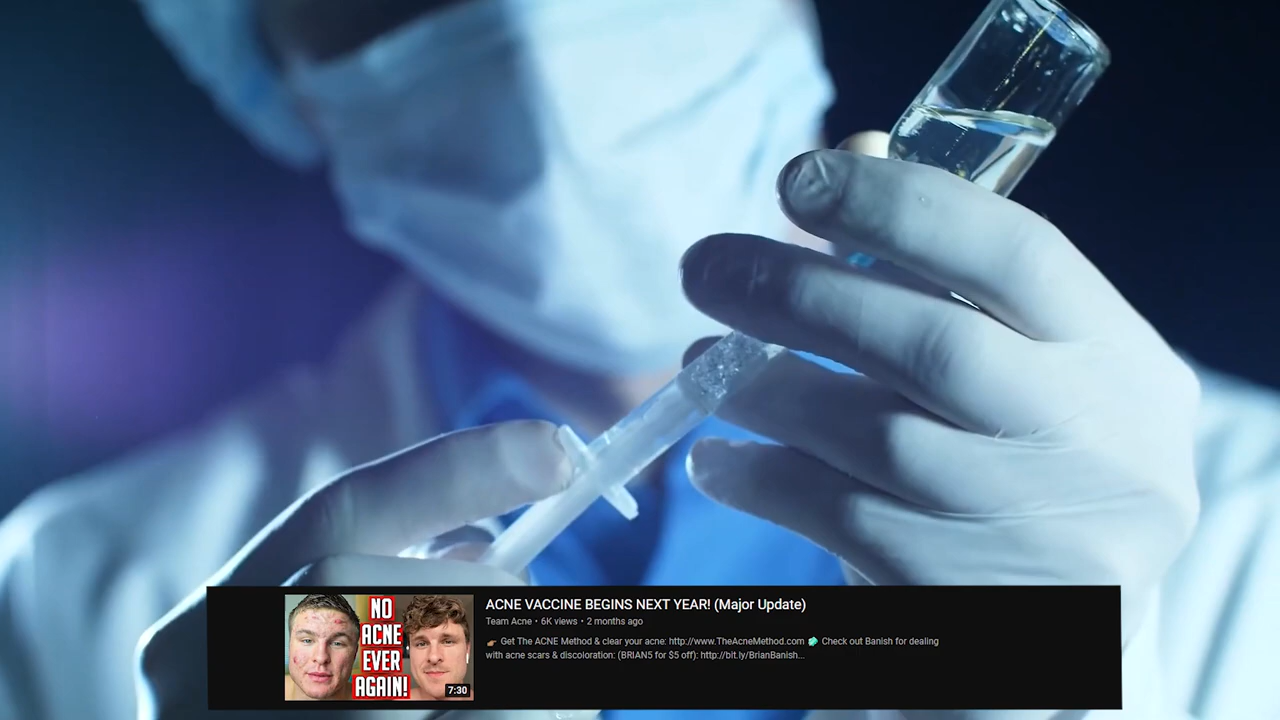 NO
ACNE
EVER
AGAIN!
7:30
ACNE VACCINE BEGINS NEXT YEAR! (Major Update)
Team Acne • 6K views • 2 months ago
👉 Get The ACNE Method & clear your acne: http://www.TheAcneMethod.com Check out Banish for dealing
with acne scars & discoloration: (BRIAN5 for $5 off): http://bit.ly/BrianBanish...